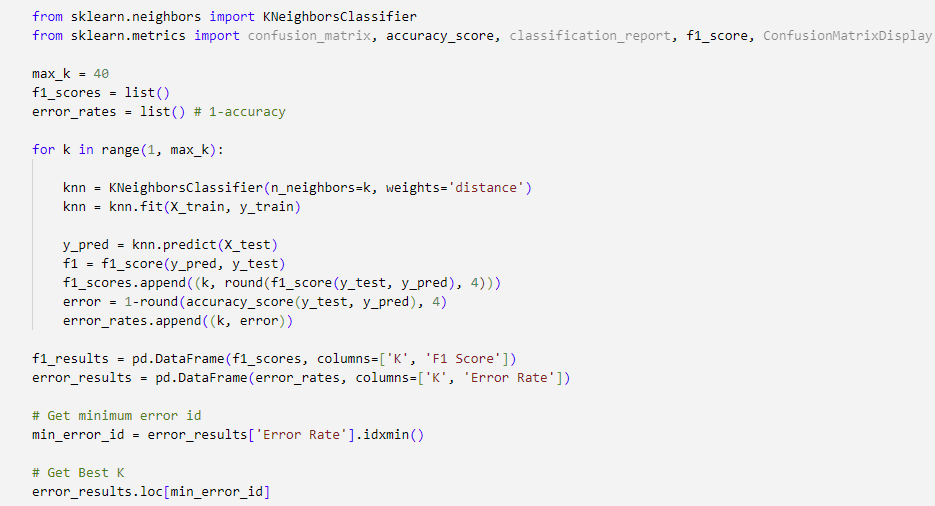 from sklearn.neighbors import KNeighborsClassifier
from sklearn.metrics import confusion_matrix, accuracy_score, classification_report, f1_score, ConfusionMatrixDisplay
max_k = 40
f1_scores = list()
error_rates = list() # 1-accuracy
for k in range(1, max_k):
knn = KNeighborsClassifier(n_neighbors=k, weights='distance')
knn = knn.fit(X_train, y_train)
y_pred = knn.predict(X_test)
f1 = f1_score(y_pred, y_test)
f1_scores.append((k, round(f1_score(y_test, y_pred), 4)))
error = 1-round(accuracy_score(y_test, y_pred), 4)
error_rates.append((k, error))
f1_results = pd.DataFrame(f1_scores, columns=['K', 'F1 Score'])
error_results = pd.DataFrame(error_rates, columns=['K', 'Error Rate'])
# Get minimum error id
min_error_id = error_results['Error Rate'].idxmin()
# Get Best K
error_results.loc[min_error_id]